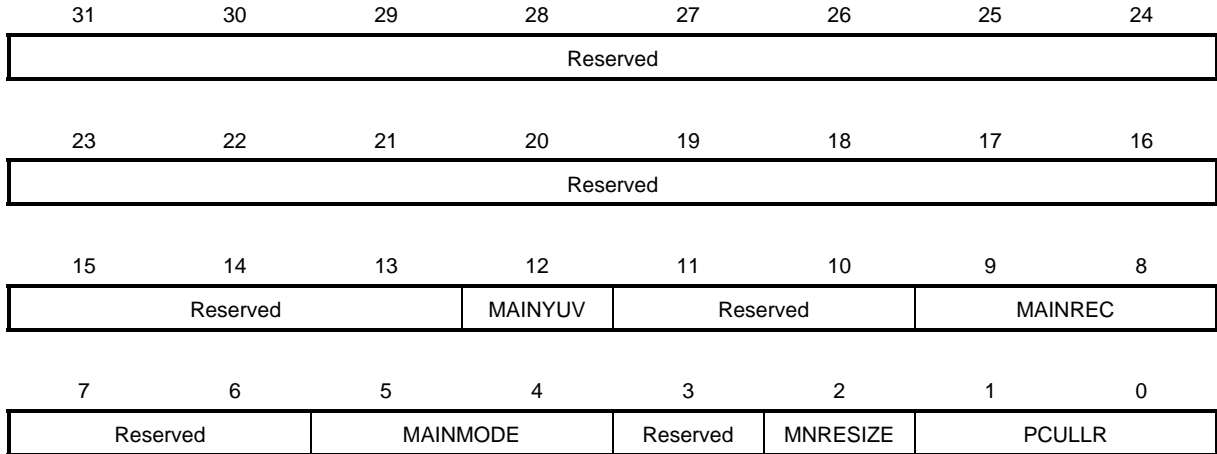 31 30 29 28 27 26 25 24
Reserved
23 22 21 20 19 18 17 16
Reserved
15 14 13 12 11 10 9 8
Reserved MAINYUV Reserved MAINREC
7 6 5 4 3 2 1 0
Reserved MAINMODE Reserved MNRESIZE PCULLR